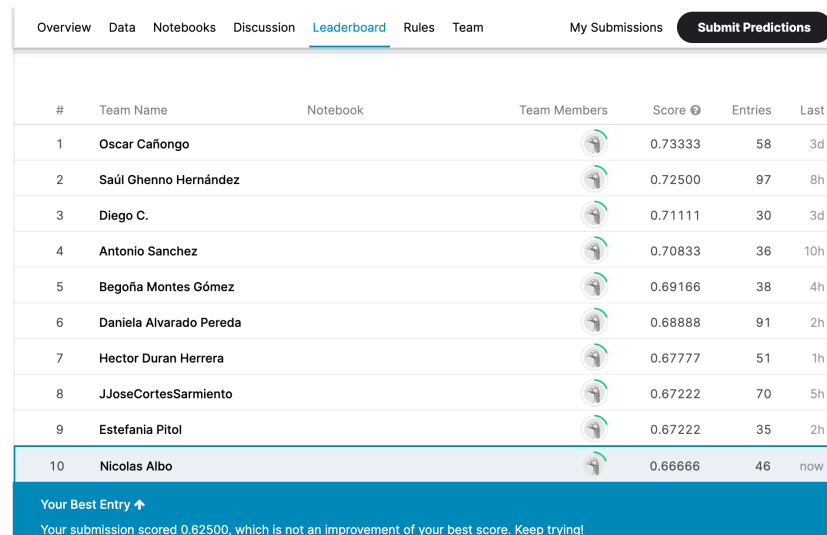 Overview Data Notebooks Discussion Leaderboard Rules Team My Submissions Submit Predictions
# Team Name Notebook Team Members Score Entries Last
1 Oscar Cañongo 0.73333 58 3d
2 Saúl Ghenno Hernández 0.72500 97 8h
3 Diego C. 0.71111 30 3d
4 Antonio Sanchez 0.70833 36 10h
5 Begoña Montes Gómez 0.69166 38 4h
6 Daniela Alvarado Pereda 0.68888 91 2h
7 Hector Duran Herrera 0.67777 51 1h
8 JJoseCortesSarmiento 0.67222 70 5h
9 Estefania Pitol 0.67222 35 2h
10 Nicolas Albo 0.66666 46 now
Your Best Entry
Your submission scored 0.62500, which is not an improvement of your best score. Keep trying!